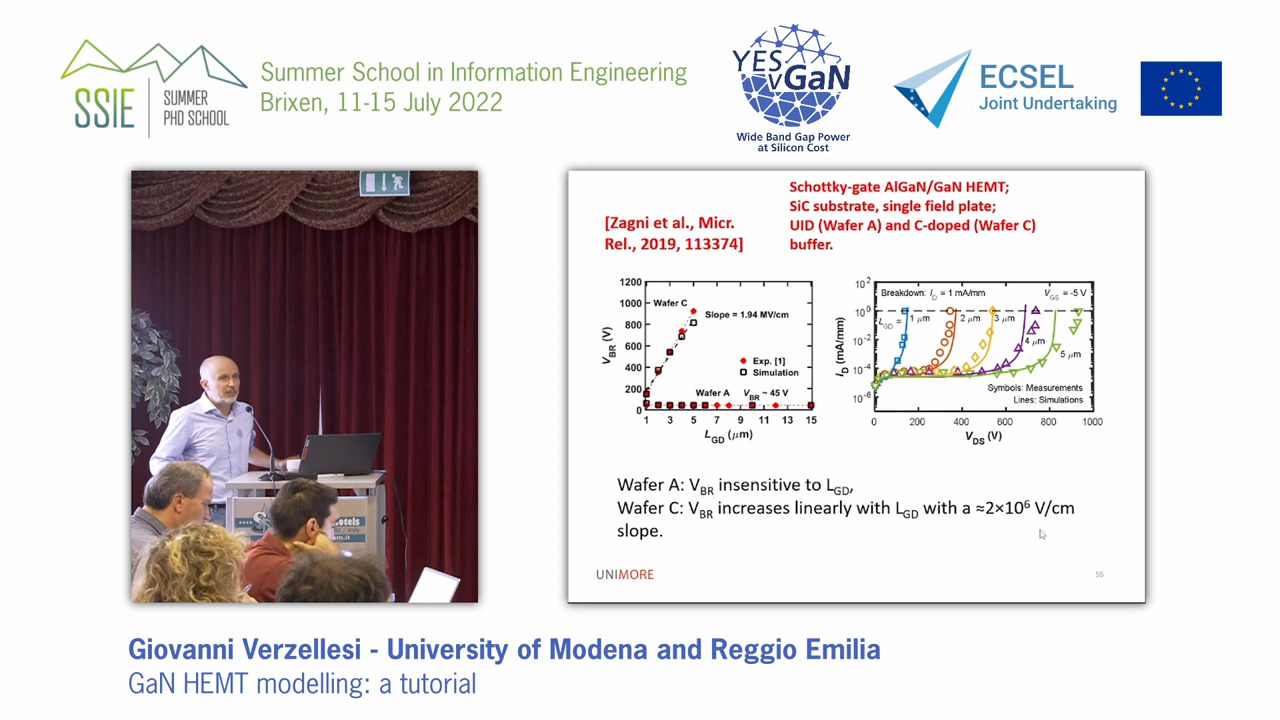 SSIE
SUMMER
PHD SCHOOL
Summer School in Information Engineering
Brixen, 11-15 July 2022
YES
vGaN
Wide Band Gap Power
at Silicon Cost
ECSEL
Joint Undertaking
[Zagni et al., Micr.
Rel., 2019, 113374]
Schottky-gate AlGaN/GaN HEMT;
SiC substrate, single field plate;
UID (Wafer A) and C-doped (Wafer C)
buffer.
1200
1000
800
600
400
200
0
V_BR (V)
Wafer C
Slope = 1.94 MV/cm
Exp. [1]
Simulation
Wafer A
V_BR ~ 45 V
1 3 5 7 9 11 13 15
L_GD (μm)
10^2
10^0
10^-2
10^-4
10^-6
I_D (mA/mm)
Breakdown: I_D = 1 mA/mm
V_GS = -5 V
L_GD = 1 μm 2 μm 3 μm
4 μm
5 μm
Symbols: Measurements
Lines: Simulations
0 200 400 600 800 1000
V_DS (V)
Wafer A: V_BR insensitive to L_GD,
Wafer C: V_BR increases linearly with L_GD with a ≈2×10^6 V/cm
slope.
UNIMORE
55
otels
am.it
Giovanni Verzellesi - University of Modena and Reggio Emilia
GaN HEMT modelling: a tutorial